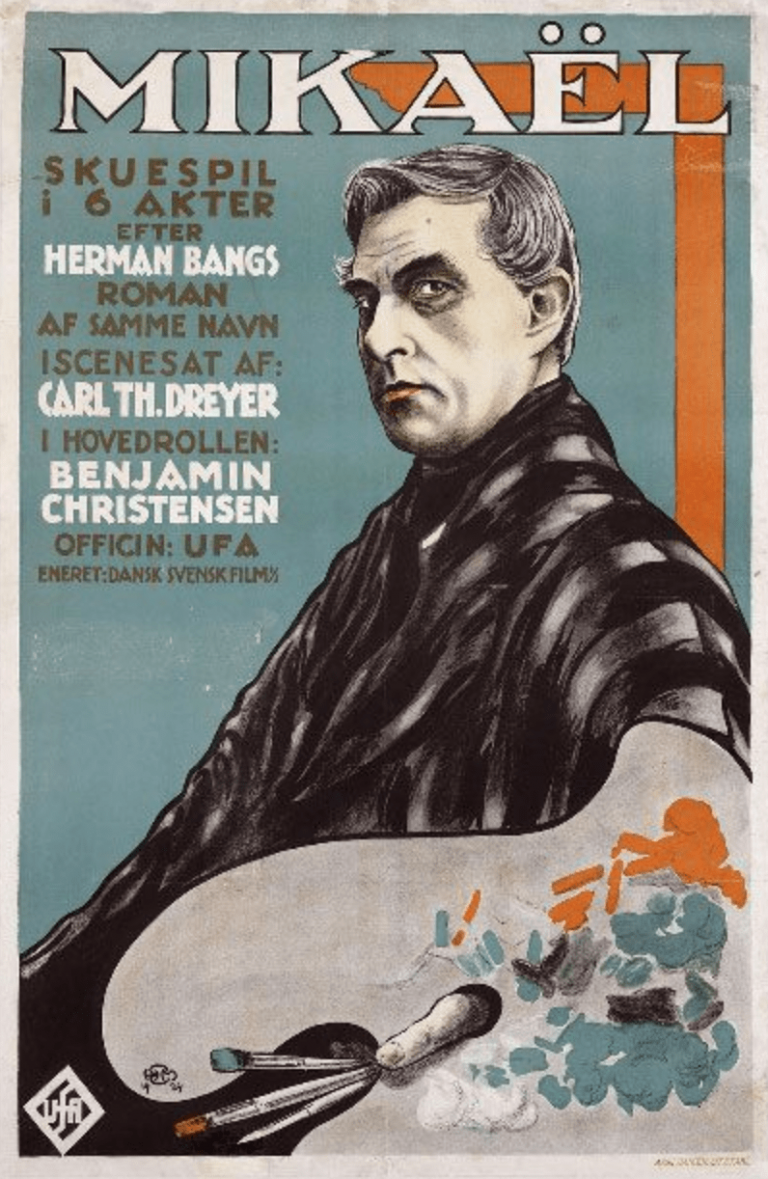 MIKAËL
SKUESPIL
i 6 AKTER
EFTER
HERMAN BANGS
ROMAN
AF SAMME NAVN
ISCENESAT AF:
CARL TH. DREYER
I HOVEDROLLEN:
BENJAMIN
CHRISTENSEN
OFFICIN: UFA
ENERET: DANSK SVENSK FILM
Ufa